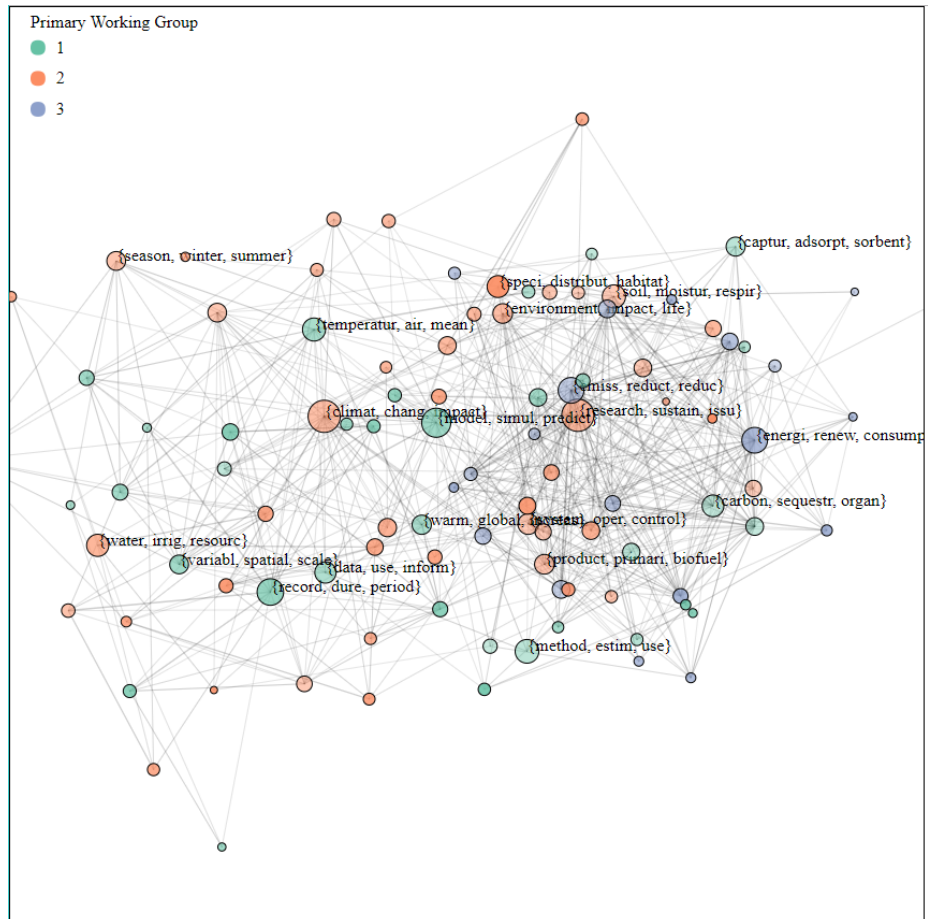 Primary Working Group
1
2
3
{season, winter, summer}
{captur, adsorpt, sorbent}
{speci, distribut, habitat}
{soil, moistur, respir}
{environment, impact, life}
{temperatur, air, mean}
{emiss, reduct, reduc}
{climat, chang, impact}
{model, simul, predict}
{research, sustain, issu}
{energi, renew, consump
{carbon, sequestr, organ}
{warm, global,
oper, control}
{water, irrig, resourc}
{variabl, spatial, scale}
{data, use, inform}
{product, primari, biofuel}
{record, dure, period}
{method, estim, use}